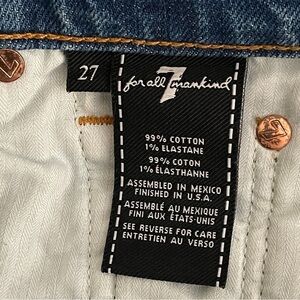 27
for all 7 mankind
99% COTTON
1% ELASTANE
99% COTON
1% ÉLASTHANNE
ASSEMBLED IN MEXICO
FINISHED IN U.S.A.
ASSEMBLÉ AU MEXIQUE
FINI AUX ÉTATS-UNIS
SEE REVERSE FOR CARE
ENTRETIEN AU VERSO